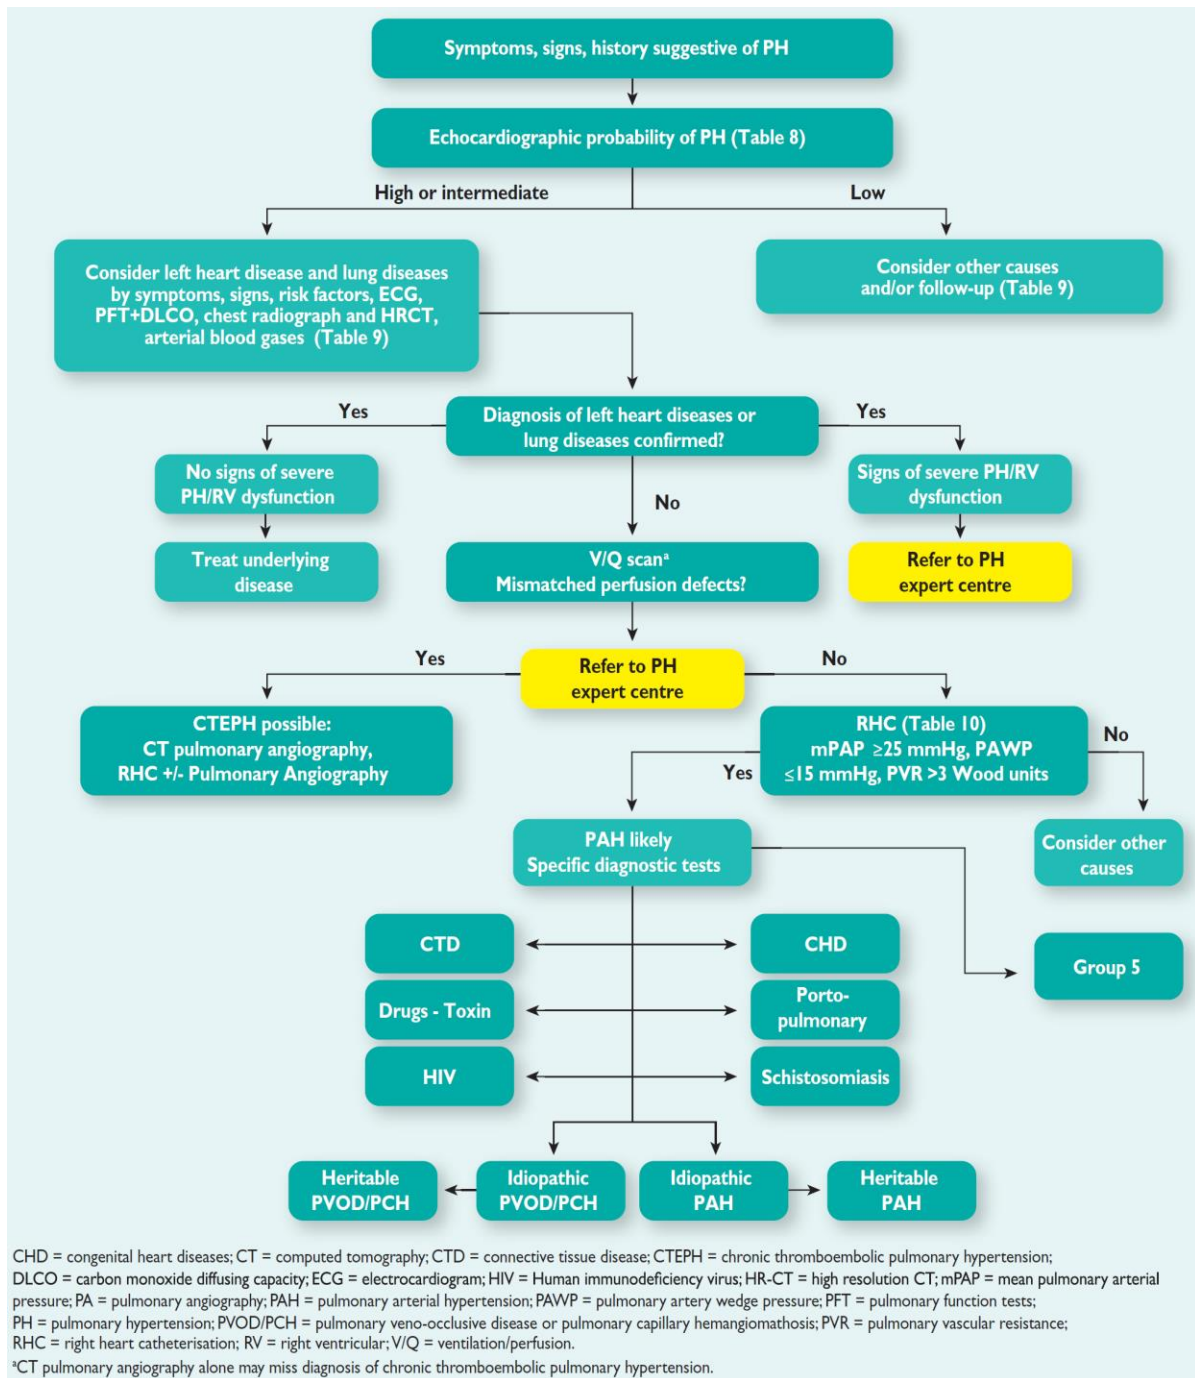 Symptoms, signs, history suggestive of PH
Echocardiographic probability of PH (Table 8)
High or intermediate
Low
Consider left heart disease and lung diseases
by symptoms, signs, risk factors, ECG,
PFT+DLCO, chest radiograph and HRCT,
arterial blood gases (Table 9)
Consider other causes
and/or follow-up (Table 9)
Yes
Diagnosis of left heart diseases or
lung diseases confirmed?
Yes
No signs of severe
PH/RV dysfunction
Signs of severe PH/RV
dysfunction
No
Treat underlying
disease
V/Q scanᵃ
Mismatched perfusion defects?
Refer to PH
expert centre
Yes
Refer to PH
expert centre
No
CTEPH possible:
CT pulmonary angiography,
RHC +/- Pulmonary Angiography
RHC (Table 10)
mPAP ≥25 mmHg, PAWP
≤15 mmHg, PVR >3 Wood units
No
Yes
PAH likely
Specific diagnostic tests
Consider other
causes
CTD
CHD
Group 5
Drugs - Toxin
Porto-
pulmonary
HIV
Schistosomiasis
Heritable
PVOD/PCH
Idiopathic
PVOD/PCH
Idiopathic
PAH
Heritable
PAH
CHD = congenital heart diseases; CT = computed tomography; CTD = connective tissue disease; CTEPH = chronic thromboembolic pulmonary hypertension;
DLCO = carbon monoxide diffusing capacity; ECG = electrocardiogram; HIV = Human immunodeficiency virus; HR-CT = high resolution CT; mPAP = mean pulmonary arterial
pressure; PA = pulmonary angiography; PAH = pulmonary arterial hypertension; PAWP = pulmonary artery wedge pressure; PFT = pulmonary function tests;
PH = pulmonary hypertension; PVOD/PCH = pulmonary veno-occlusive disease or pulmonary capillary hemangiomathosis; PVR = pulmonary vascular resistance;
RHC = right heart catheterisation; RV = right ventricular; V/Q = ventilation/perfusion.
ᵃCT pulmonary angiography alone may miss diagnosis of chronic thromboembolic pulmonary hypertension.